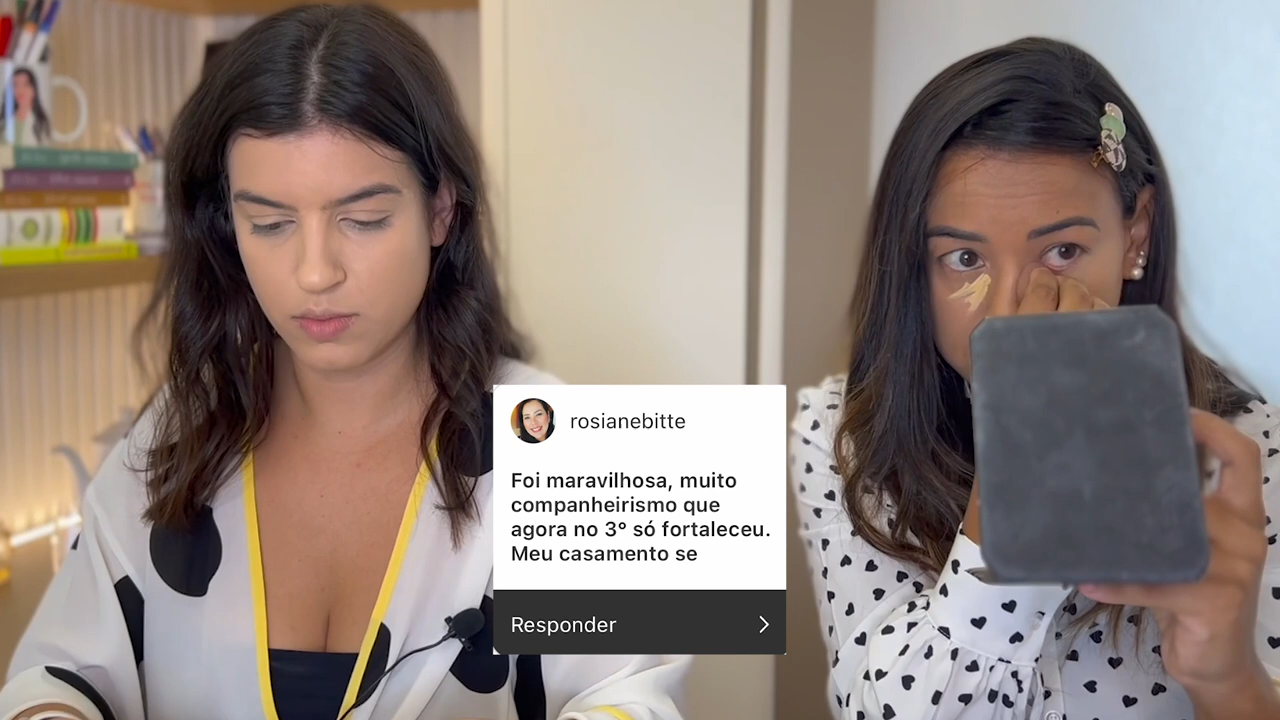 rosianebitte
Foi maravilhosa, muito
companheirismo que
agora no 3º só fortaleceu.
Meu casamento se
Responder